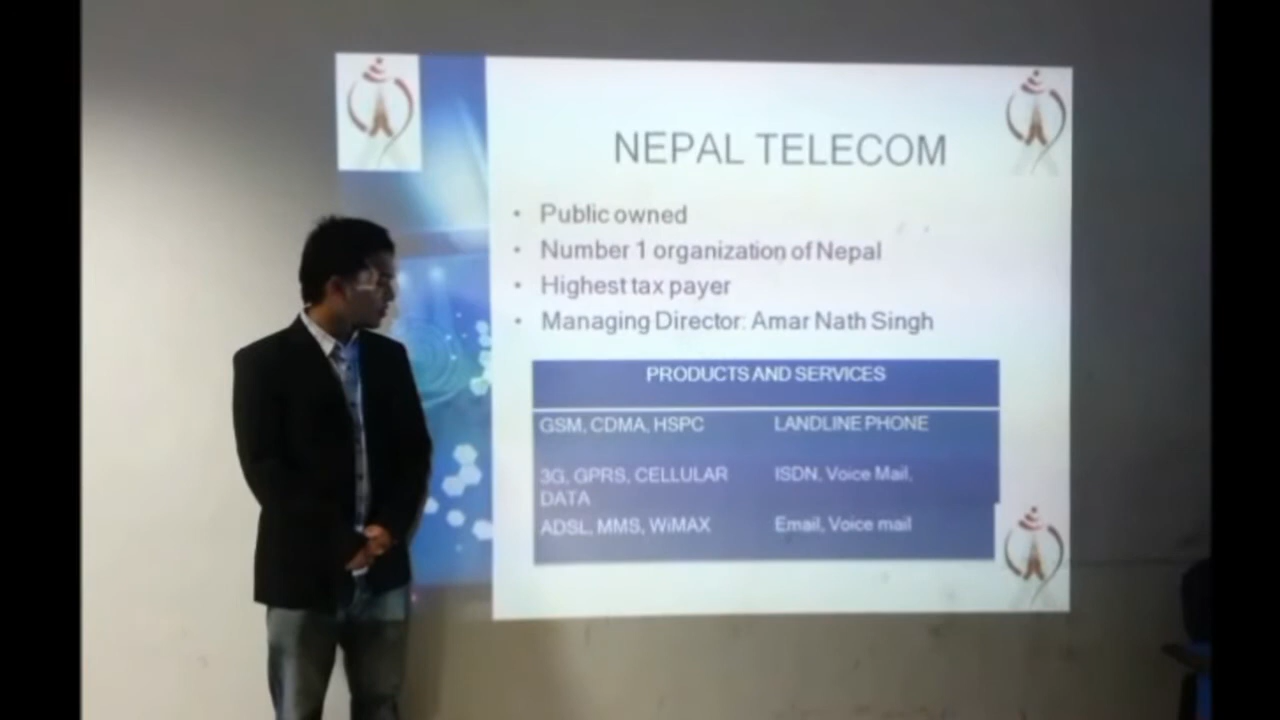 NEPAL TELECOM
• Public owned
• Number 1 organization of Nepal
• Highest tax payer
• Managing Director: Amar Nath Singh
PRODUCTS AND SERVICES
GSM, CDMA, HSPC LANDLINE PHONE
3G, GPRS, CELLULAR ISDN, Voice Mail,
DATA
ADSL, MMS, WiMAX Email, Voice mail